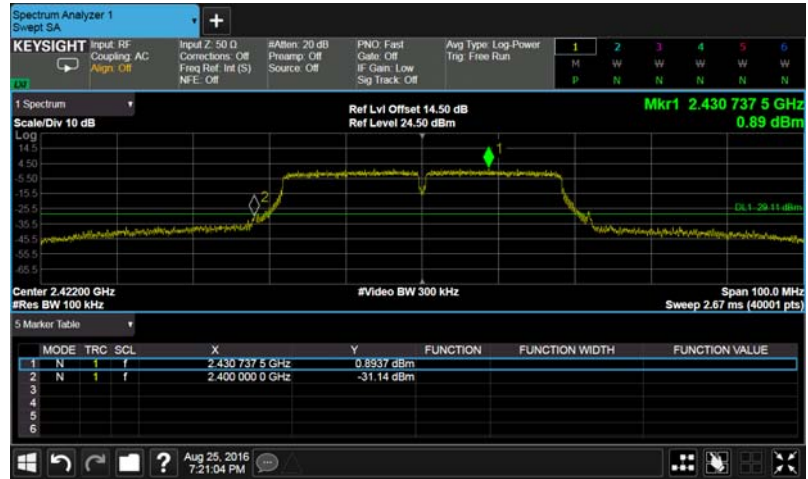 Spectrum Analyzer 1
Swept SA
+
KEYSIGHT
Input: RF
Coupling: AC
Align: Off
Input Z: 50 Ω
Corrections: Off
Freq Ref: Int (S)
NFE: Off
#Atten: 20 dB
Preamp: Off
Source: Off
PNO: Fast
Gate: Off
IF Gain: Low
Sig Track: Off
Avg Type: Log-Power
Trig: Free Run
1 2 3 4 5 6
M W W W W W
P N N N N N
LXI
1 Spectrum
Scale/Div 10 dB
Ref Lvl Offset 14.50 dB
Ref Level 24.50 dBm
Mkr1 2.430 737 5 GHz
0.89 dBm
Log
14.5
4.50
-5.50
-15.5
-25.5
-35.5
-45.5
-55.5
-65.5
1
2
DL1 -29.11 dBm
Center 2.42200 GHz
#Video BW 300 kHz
Span 100.0 MHz
#Res BW 100 kHz
Sweep 2.67 ms (40001 pts)
5 Marker Table
MODE TRC SCL X Y FUNCTION FUNCTION WIDTH FUNCTION VALUE
1 N 1 f 2.430 737 5 GHz 0.8937 dBm
2 N 1 f 2.400 000 0 GHz -31.14 dBm
3
4
5
6
?
Aug 25, 2016
7:21:04 PM